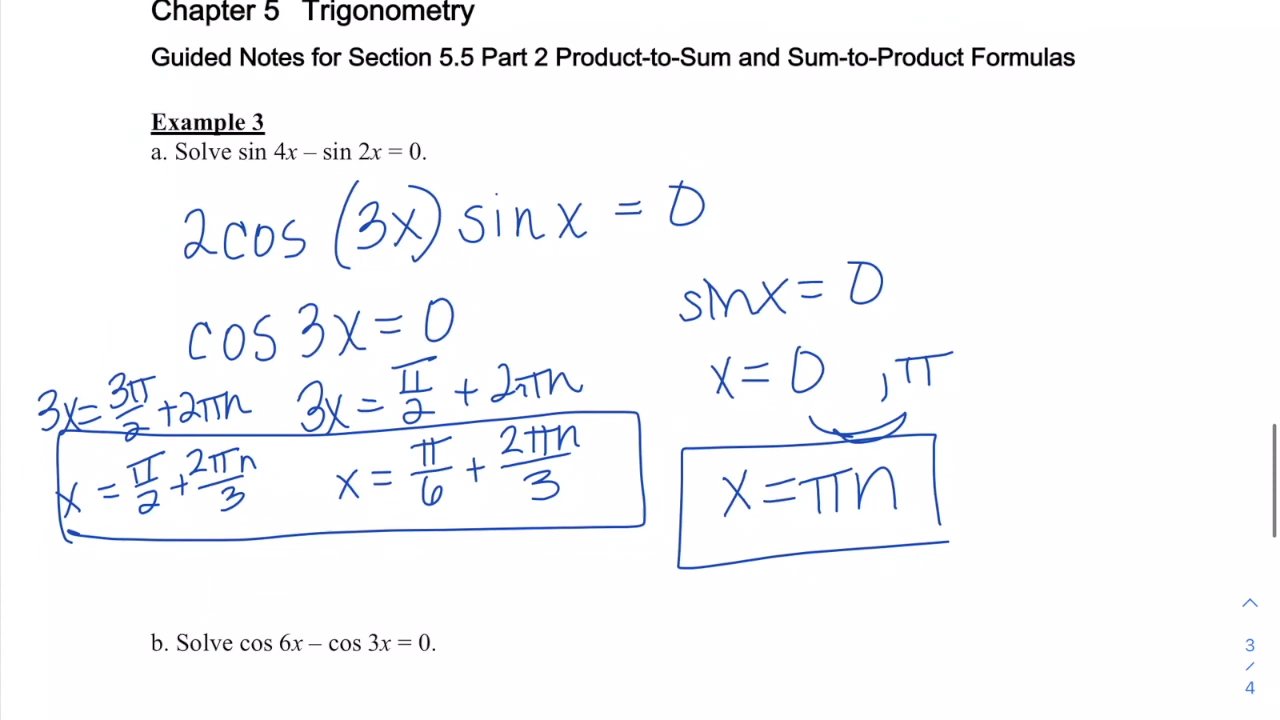 Chapter 5 Trigonometry
Guided Notes for Section 5.5 Part 2 Product-to-Sum and Sum-to-Product Formulas
Example 3
a. Solve sin 4x – sin 2x = 0.
2cos (3x) sin x = 0
cos 3x = 0
sin x = 0
3x = 3π/2 + 2πn
3x = π/2 + 2πn
x = 0 , π
x = π/2 + 2πn/3
x = π/6 + 2πn/3
x = πn
b. Solve cos 6x – cos 3x = 0.
3
/
4